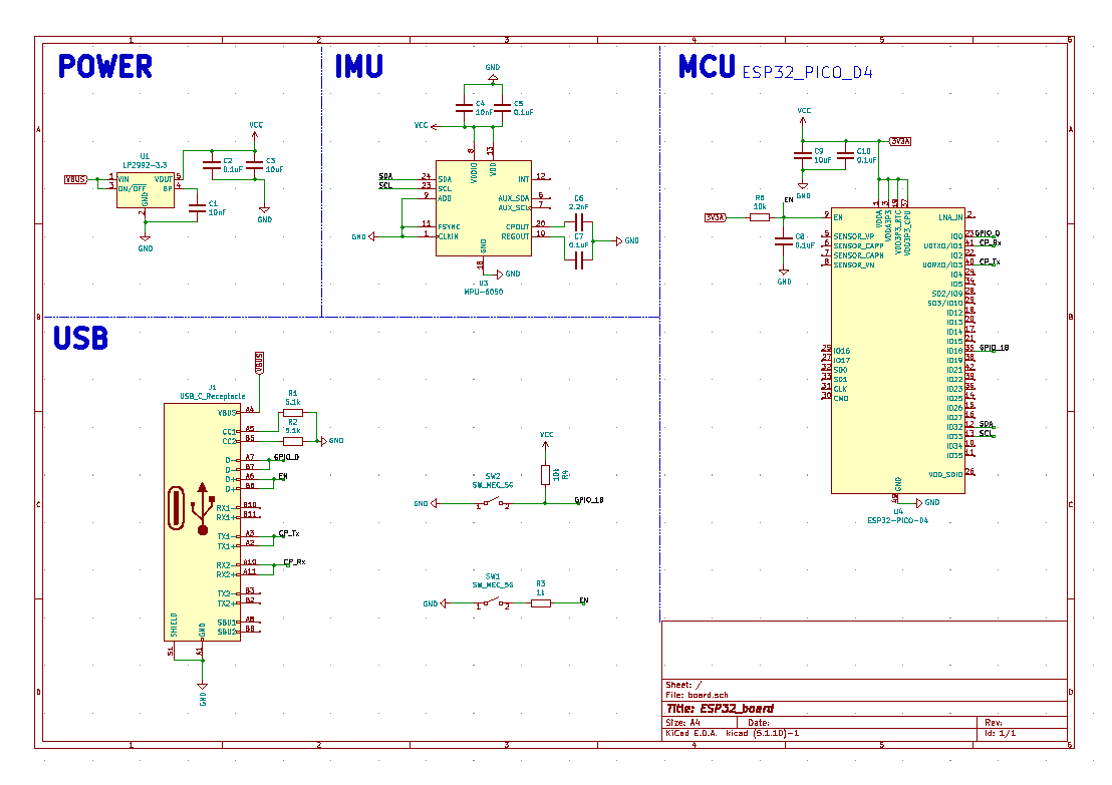 POWER
IMU
MCU ESP32_PICO_D4
USB
1
2
3
4
5
6
A
B
C
D
VBUS
U1
LP2992-3.3
VIN
ON/OFF
VOUT
BP
GND
1
3
5
4
2
VCC
C2
0.1uF
C3
10uF
C1
10nF
GND
GND
GND
C4
10nF
C5
0.1uF
VCC
8
13
VDDIO
VDD
SDA
SCL
24
23
9
11
1
SDA
SCL
AD0
FSYNC
CLKIN
INT
AUX_SDA
AUX_SCL
CPOUT
REGOUT
12
6
7
20
10
C6
2.2nF
C7
0.1uF
GND
GND
GND
18
GND
U3
MPU-6050
VCC
C9
10uF
C10
0.1uF
3V3A
GND
3V3A
R6
10k
EN
C8
0.1uF
GND
VDDA
VDDA3P3
VDD3P3_RTC
VDD3P3_CPU
9 EN
5 SENSOR_VP
6 SENSOR_CAPP
7 SENSOR_CAPN
8 SENSOR_VN
25 IO16
27 IO17
32 SD0
33 SD1
31 CLK
30 CMD
LNA_IN 2
IO0 23 GPIO_0
U0TXD/IO1 41 CP_Rx
IO2 22
U0RXD/IO3 40 CP_Tx
IO4 24
IO5 34
SD2/IO9 28
SD3/IO10 29
IO12 18
IO13 20
IO14 17
IO15 21
IO18 35 GPIO_18
IO19 38
IO21 42
IO22 39
IO23 36
IO25 14
IO26 15
IO27 16
IO32 12 SDA
IO33 13 SCL
IO34 10
IO35 11
VDD_SDIO 26
GND
49
GND
U4
ESP32-PICO-D4
VBUS
J1
USB_C_Receptacle
VBUS A4
CC1 A5
CC2 B5
D- A7 GPIO_0
D- B7
D+ A6 EN
D+ B6
RX1- B10
RX1+ B11
TX1- A3 CP_Tx
TX1+ A2
RX2- A10 CP_Rx
RX2+ A11
TX2- B3
TX2+ B2
SBU1 A8
SBU2 B8
SHIELD
GND
S1
A1
GND
R1
5.1k
R2
5.1k
GND
VCC
10k
R4
SW2
SW_MEC_5G
GND
1
2
GPIO_18
SW1
SW_MEC_5G
GND
1
2
R3
EN
Sheet: /
File: board.sch
Title: ESP32_board
Size: A4
Date:
Rev:
KiCad E.D.A. kicad (5.1.10)-1
Id: 1/1
1
2
3
4
5
6